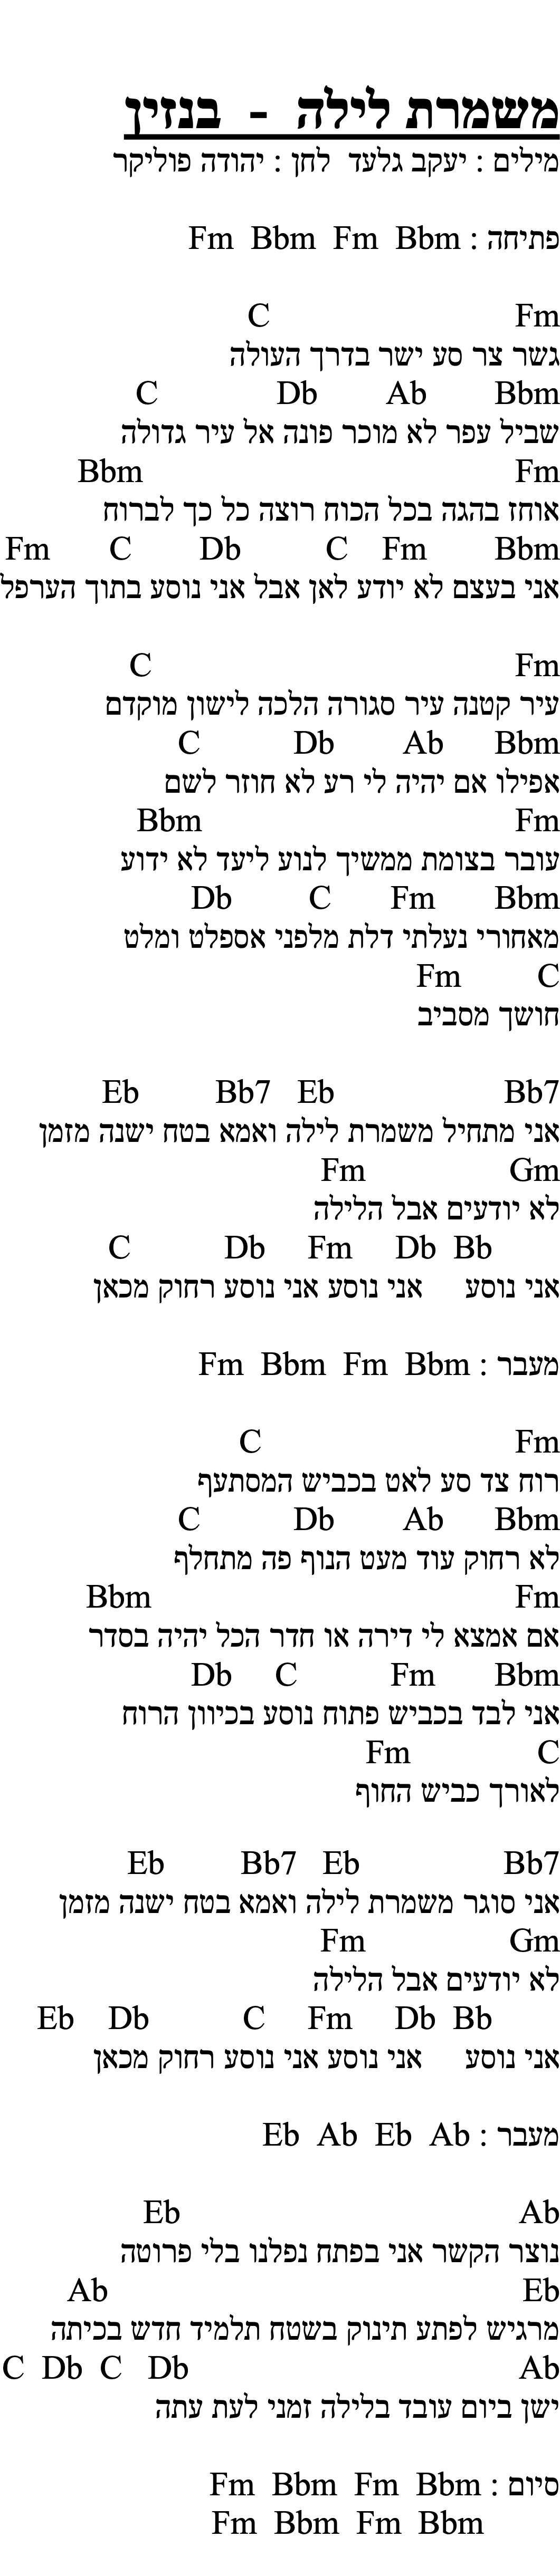 משמרת לילה - בנזין
מילים : יעקב גלעד לחן : יהודה פוליקר
פתיחה : Fm Bbm Fm Bbm
C Fm
גשר צר סע ישר בדרך העולה
C Db Ab Bbm
שביל עפר לא מוכר פונה אל עיר גדולה
Bbm Fm
אוחז בהגה בכל הכוח רוצה כל כך לברוח
Fm C Db C Fm Bbm
אני בעצם לא יודע לאן אבל אני נוסע בתוך הערפל
C Fm
עיר קטנה עיר סגורה הלכה לישון מוקדם
C Db Ab Bbm
אפילו אם יהיה לי רע לא חוזר לשם
Bbm Fm
עובר בצומת ממשיך לנוע ליעד לא ידוע
Db C Fm Bbm
מאחורי נעלתי דלת מלפני אספלט ומלט
Fm C
חושך מסביב
Eb Bb7 Eb Bb7
אני מתחיל משמרת לילה ואמא בטח ישנה מזמן
Fm Gm
לא יודעים אבל הלילה
C Db Fm Db Bb
אני נוסע אני נוסע אני נוסע רחוק מכאן
מעבר : Fm Bbm Fm Bbm
C Fm
רוח צד סע לאט בכביש המסתעף
C Db Ab Bbm
לא רחוק עוד מעט הנוף פה מתחלף
Bbm Fm
אם אמצא לי דירה או חדר הכל יהיה בסדר
Db C Fm Bbm
אני לבד בכביש פתוח נוסע בכיוון הרוח
Fm C
לאורך כביש החוף
Eb Bb7 Eb Bb7
אני סוגר משמרת לילה ואמא בטח ישנה מזמן
Fm Gm
לא יודעים אבל הלילה
Eb Db C Fm Db Bb
אני נוסע אני נוסע אני נוסע רחוק מכאן
מעבר : Eb Ab Eb Ab
Eb Ab
נוצר הקשר אני בפתח נפלנו בלי פרוטה
Ab Eb
מרגיש לפתע תינוק בשטח תלמיד חדש בכיתה
C Db C Db Ab
ישן ביום עובד בלילה זמני לעת עתה
סיום : Fm Bbm Fm Bbm
Fm Bbm Fm Bbm